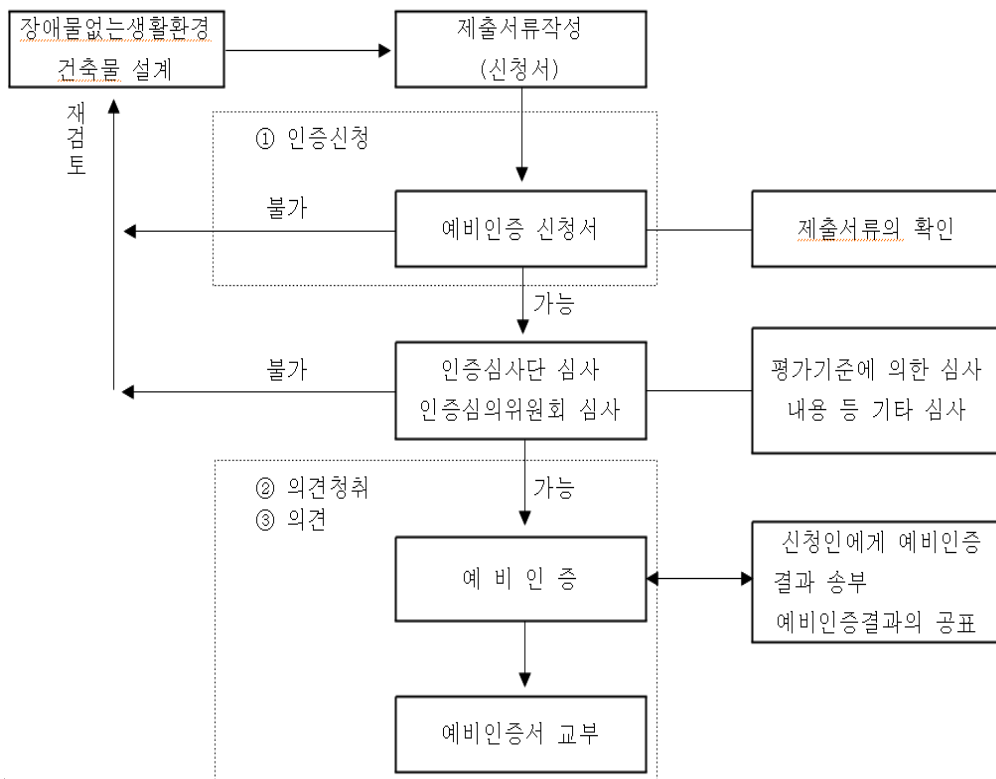 장애물없는생활환경
건축물 설계
제출서류작성
(신청서)
재
검
토
① 인증신청
불가
예비인증 신청서
제출서류의 확인
가능
불가
인증심사단 심사
인증심의위원회 심사
평가기준에 의한 심사
내용 등 기타 심사
② 의견청취
③ 의견
가능
예 비 인 증
신청인에게 예비인증
결과 송부
예비인증결과의 공표
예비인증서 교부